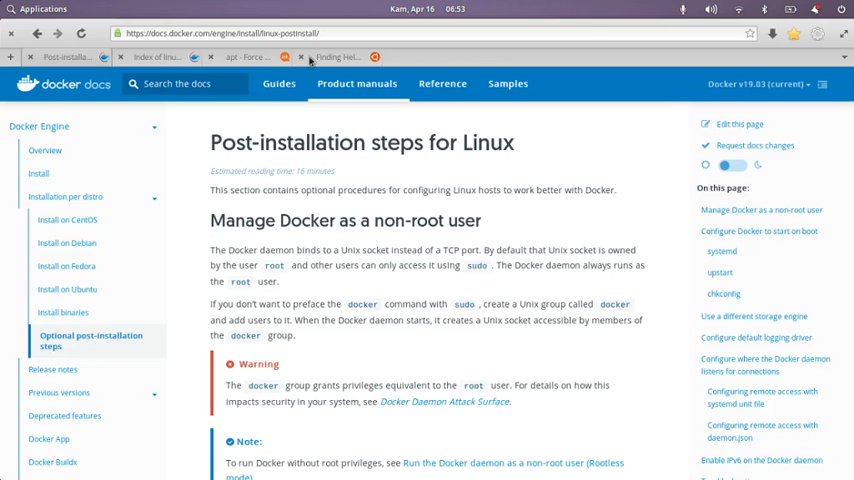 Applications
Kam, Apr 16 06:53
https://docs.docker.com/engine/install/linux-postinstall/
Post-installa...
Index of linu...
apt - Force ...
Finding Hel...
docker docs
Search the docs
Guides
Product manuals
Reference
Samples
Docker v19.03 (current)
Docker Engine
Overview
Install
Installation per distro
Install on CentOS
Install on Debian
Install on Fedora
Install on Ubuntu
Install binaries
Optional post-installation
steps
Release notes
Previous versions
Deprecated features
Docker App
Docker Buildx
Post-installation steps for Linux
Estimated reading time: 16 minutes
This section contains optional procedures for configuring Linux hosts to work better with Docker.
Manage Docker as a non-root user
The Docker daemon binds to a Unix socket instead of a TCP port. By default that Unix socket is owned
by the user root and other users can only access it using sudo . The Docker daemon always runs as
the root user.
If you don't want to preface the docker command with sudo , create a Unix group called docker
and add users to it. When the Docker daemon starts, it creates a Unix socket accessible by members of
the docker group.
Warning
The docker group grants privileges equivalent to the root user. For details on how this
impacts security in your system, see Docker Daemon Attack Surface.
Note:
To run Docker without root privileges, see Run the Docker daemon as a non-root user (Rootless
mode).
Edit this page
Request docs changes
On this page:
Manage Docker as a non-root user
Configure Docker to start on boot
systemd
upstart
chkconfig
Use a different storage engine
Configure default logging driver
Configure where the Docker daemon
listens for connections
Configuring remote access with
systemd unit file
Configuring remote access with
daemon.json
Enable IPv6 on the Docker daemon